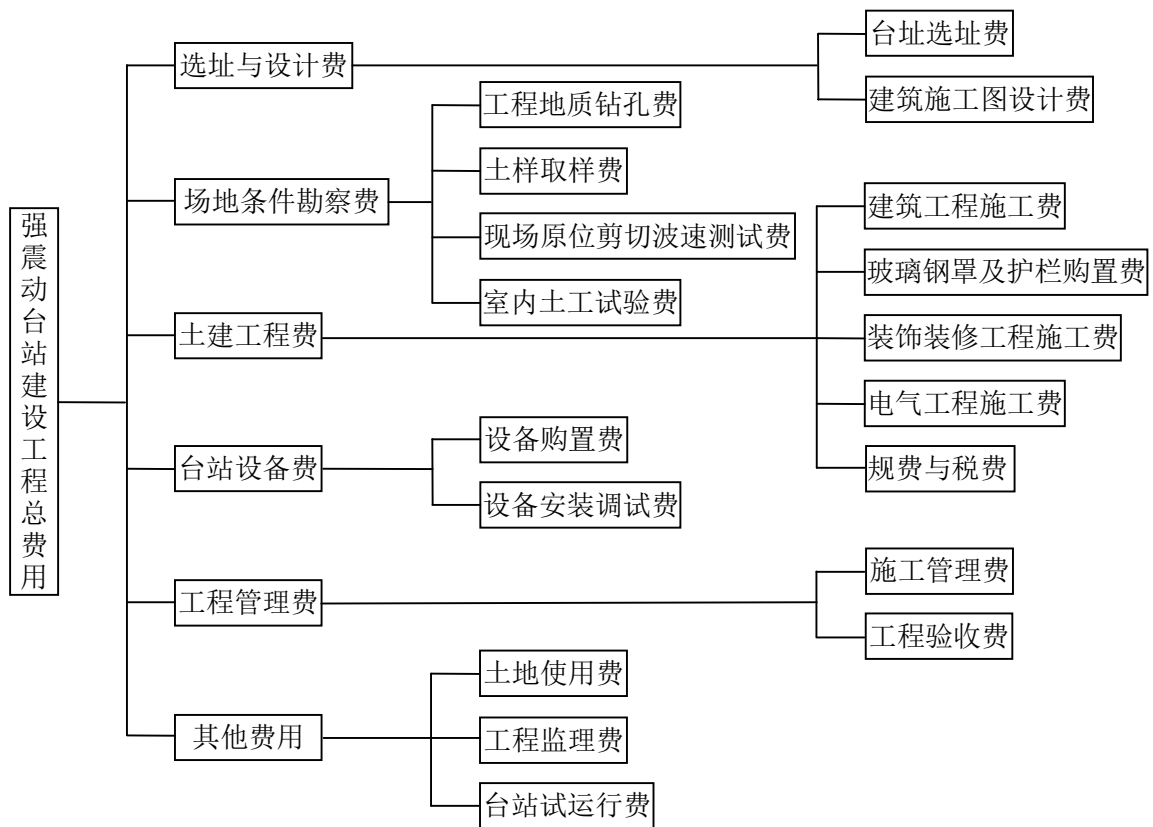 强震动台站建设工程总费用
选址与设计费
台址选址费
建筑施工图设计费
场地条件勘察费
工程地质钻孔费
土样取样费
现场原位剪切波速测试费
室内土工试验费
土建工程费
建筑工程施工费
玻璃钢罩及护栏购置费
装饰装修工程施工费
电气工程施工费
规费与税费
台站设备费
设备购置费
设备安装调试费
工程管理费
施工管理费
工程验收费
其他费用
土地使用费
工程监理费
台站试运行费